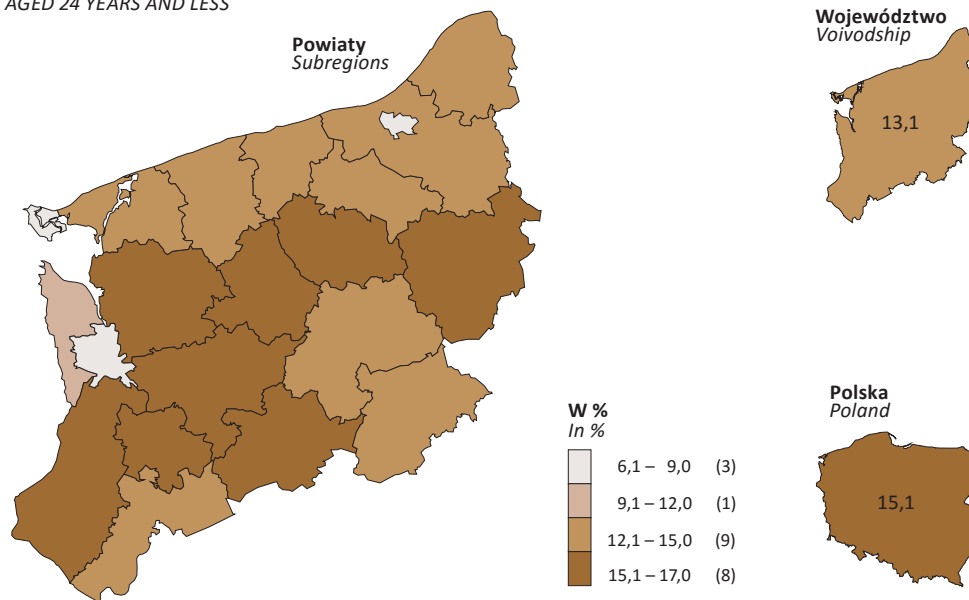 AGED 24 YEARS AND LESS
Powiaty
Subregions
Województwo
Voivodship
13,1
W %
In %
6,1 – 9,0 (3)
9,1 – 12,0 (1)
12,1 – 15,0 (9)
15,1 – 17,0 (8)
Polska
Poland
15,1